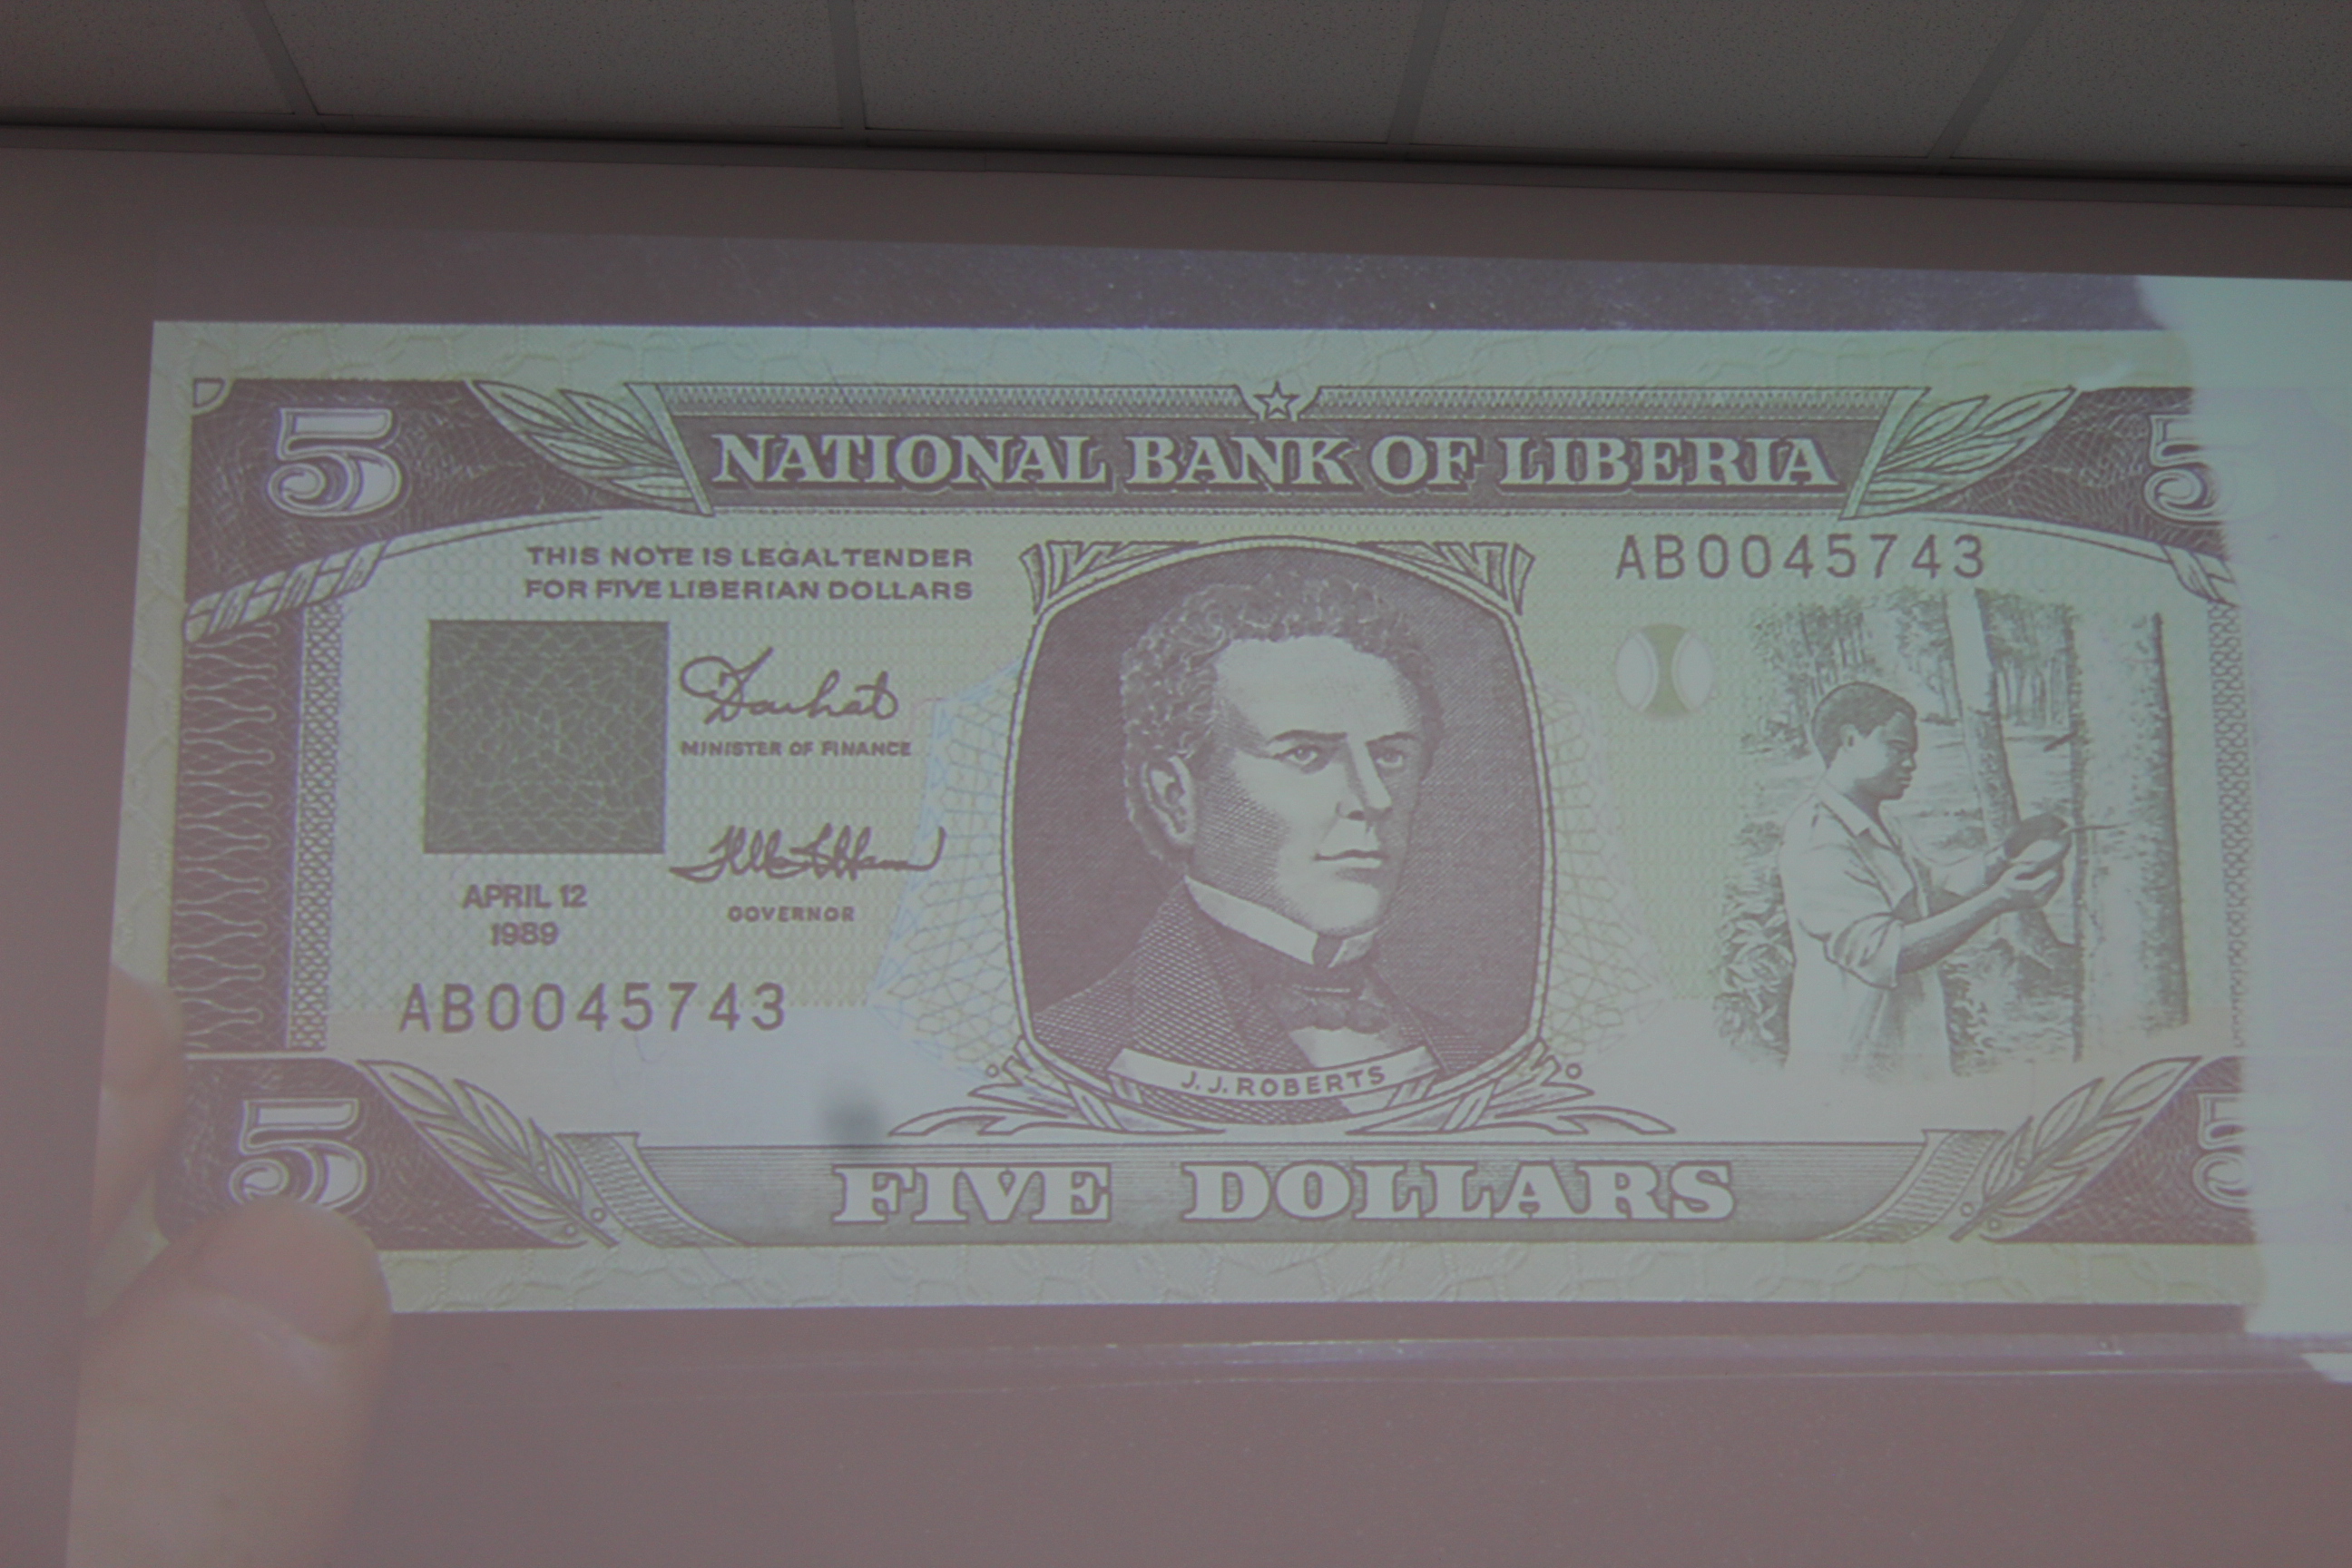 5 5
NATIONAL BANK OF LIBERIA
THIS NOTE IS LEGAL TENDER
FOR FIVE LIBERIAN DOLLARS
AB0045743
MINISTER OF FINANCE
GOVERNOR
APRIL 12
1989
AB0045743
J. J. ROBERTS
5 5
FIVE DOLLARS